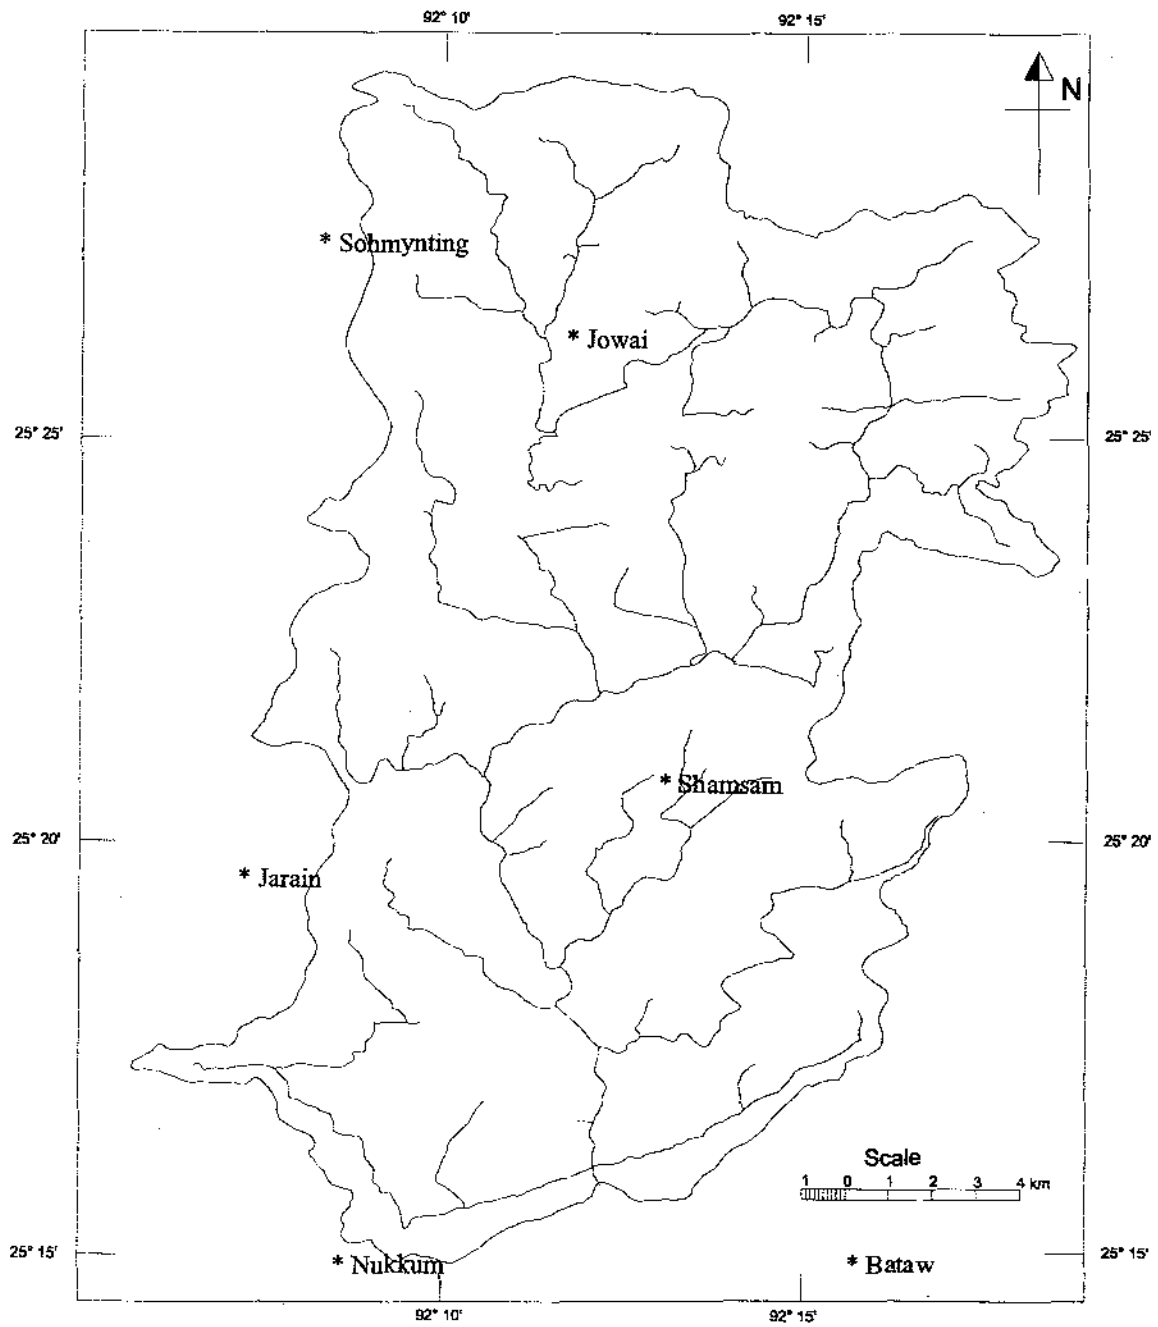 92° 10' 92° 15'
N
* Sohmynting
* Jowai
25° 25' 25° 25'
* Shamsam
25° 20' 25° 20'
* Jarain
Scale
1 0 1 2 3 4 km
25° 15' 25° 15'
* Nukkum * Bataw
92° 10' 92° 15'